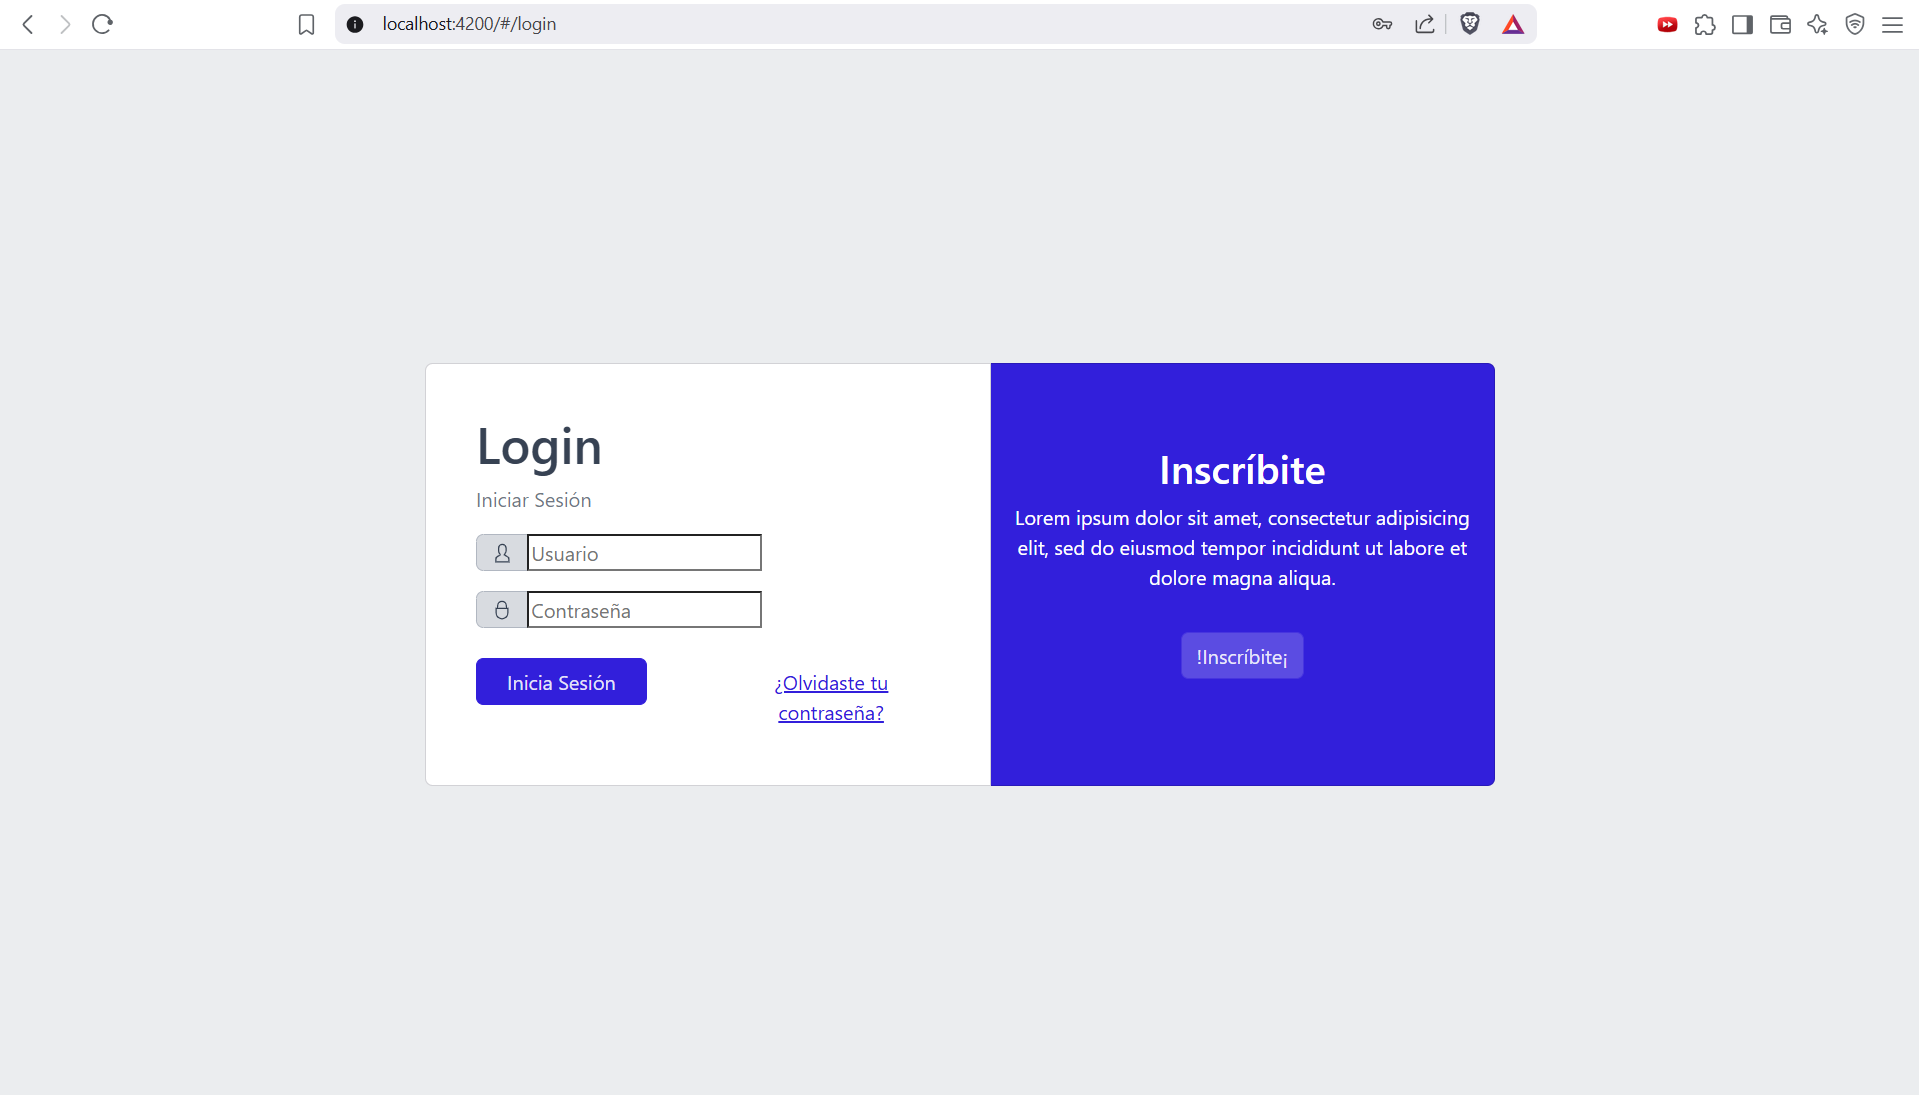 localhost:4200/#/login
Login
Iniciar Sesión
Usuario
Contraseña
Inicia Sesión
¿Olvidaste tu
contraseña?
Inscríbite
Lorem ipsum dolor sit amet, consectetur adipisicing
elit, sed do eiusmod tempor incididunt ut labore et
dolore magna aliqua.
!Inscríbite¡